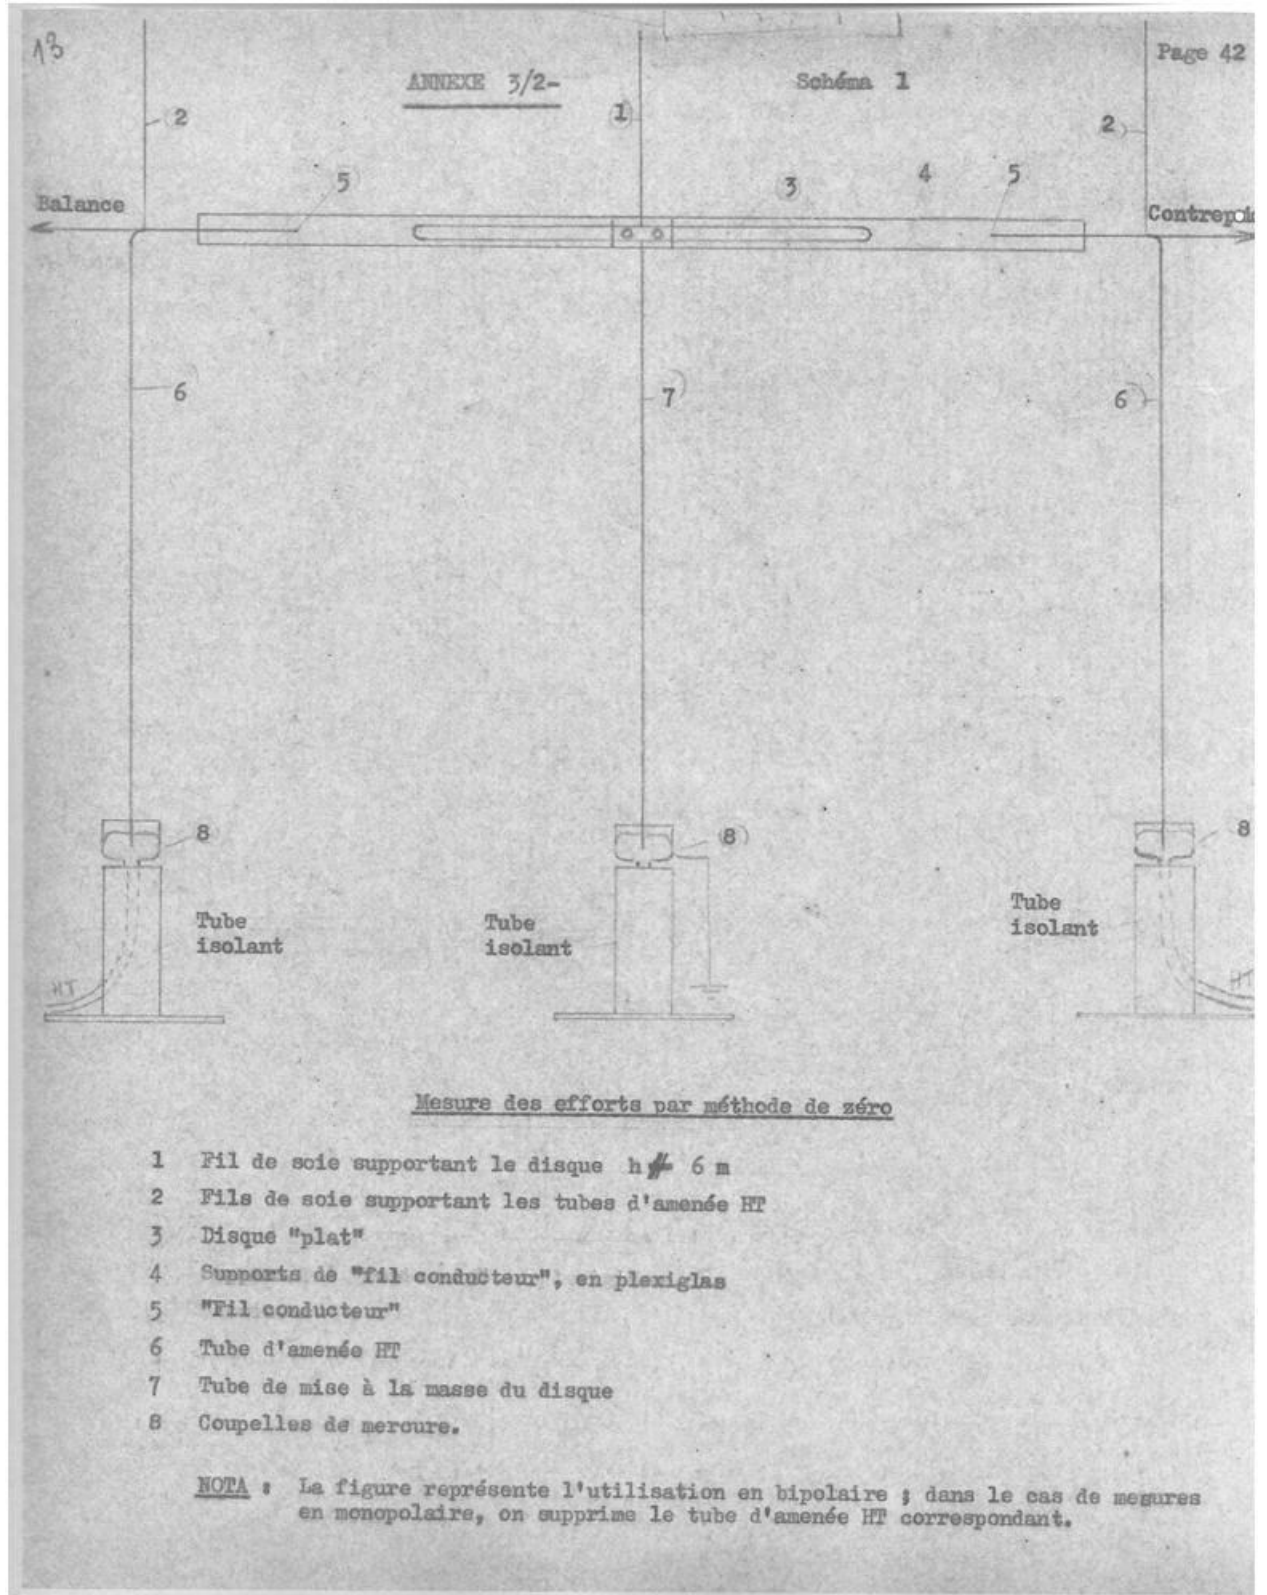 13
Page 42
ANNEXE 3/2-
Schéma 1
2
1
2
5
3
4
5
Balance
Contrepoi
6
7
6
8
8
8
Tube
isolant
Tube
isolant
Tube
isolant
HT
HT
Mesure des efforts par méthode de zéro
1 Fil de soie supportant le disque h # 6 m
2 Fils de soie supportant les tubes d'amenée HT
3 Disque "plat"
4 Supports de "fil conducteur", en plexiglas
5 "Fil conducteur"
6 Tube d'amenée HT
7 Tube de mise à la masse du disque
8 Coupelles de mercure.
NOTA : La figure représente l'utilisation en bipolaire ; dans le cas de mesures
en monopolaire, on supprime le tube d'amenée HT correspondant.